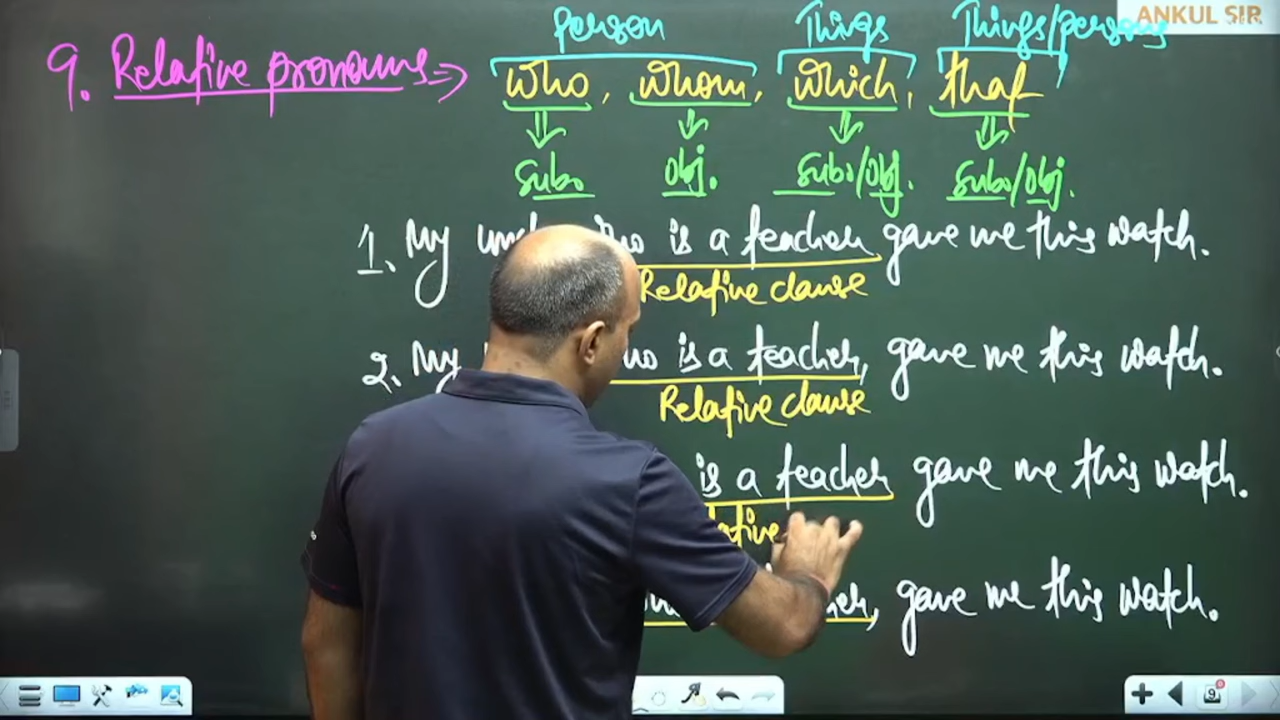 Person Things Things/persons
ANKUL SIR
9. Relative pronouns => who, whom, which, that
Sub. Obj. Sub./Obj. Sub./Obj.
1. My is a teacher gave me this watch.
Relative clause
2. My is a teacher, gave me this watch.
Relative clause
is a teacher gave me this watch.
gave me this watch.
9